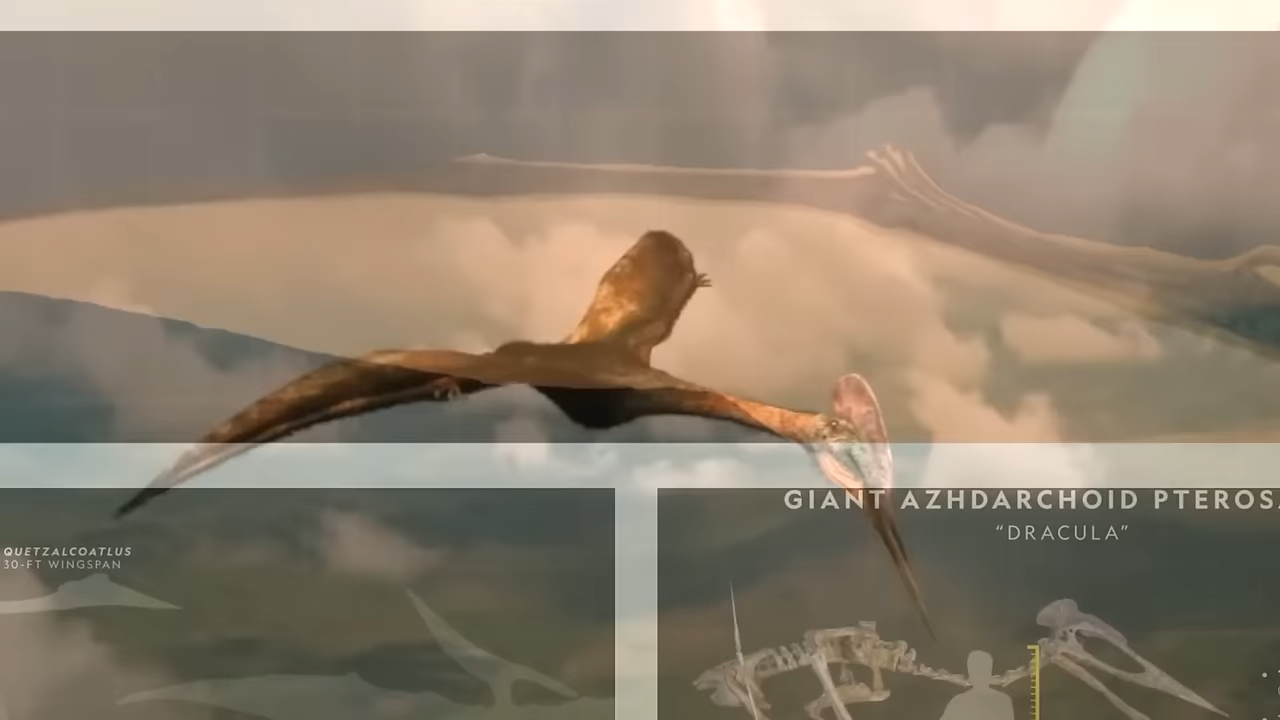 GIANT AZHDARCHOID PTEROSA
"DRACULA"
QUETZALCOATLUS
30-FT WINGSPAN